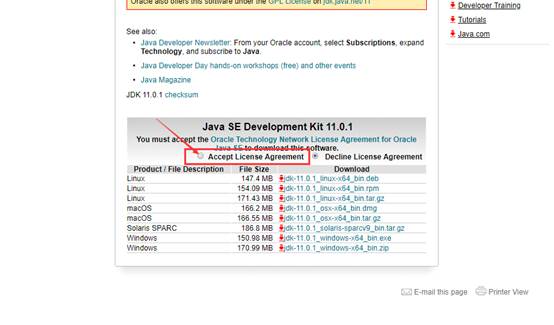 Oracle also offers this software under the GPL License on jdk.java.net/11
Developer Training
Tutorials
Java.com
See also:
Java Developer Newsletter: From your Oracle account, select Subscriptions, expand
Technology, and subscribe to Java.
Java Developer Day hands-on workshops (free) and other events
Java Magazine
JDK 11.0.1 checksum
Java SE Development Kit 11.0.1
You must accept the Oracle Technology Network License Agreement for Oracle
Java SE to download this software.
Accept License Agreement Decline License Agreement
Product / File Description File Size Download
Linux 147.4 MB jdk-11.0.1_linux-x64_bin.deb
Linux 154.09 MB jdk-11.0.1_linux-x64_bin.rpm
Linux 171.43 MB jdk-11.0.1_linux-x64_bin.tar.gz
macOS 166.2 MB jdk-11.0.1_osx-x64_bin.dmg
macOS 166.55 MB jdk-11.0.1_osx-x64_bin.tar.gz
Solaris SPARC 186.8 MB jdk-11.0.1_solaris-sparcv9_bin.tar.gz
Windows 150.98 MB jdk-11.0.1_windows-x64_bin.exe
Windows 170.99 MB jdk-11.0.1_windows-x64_bin.zip
E-mail this page Printer View